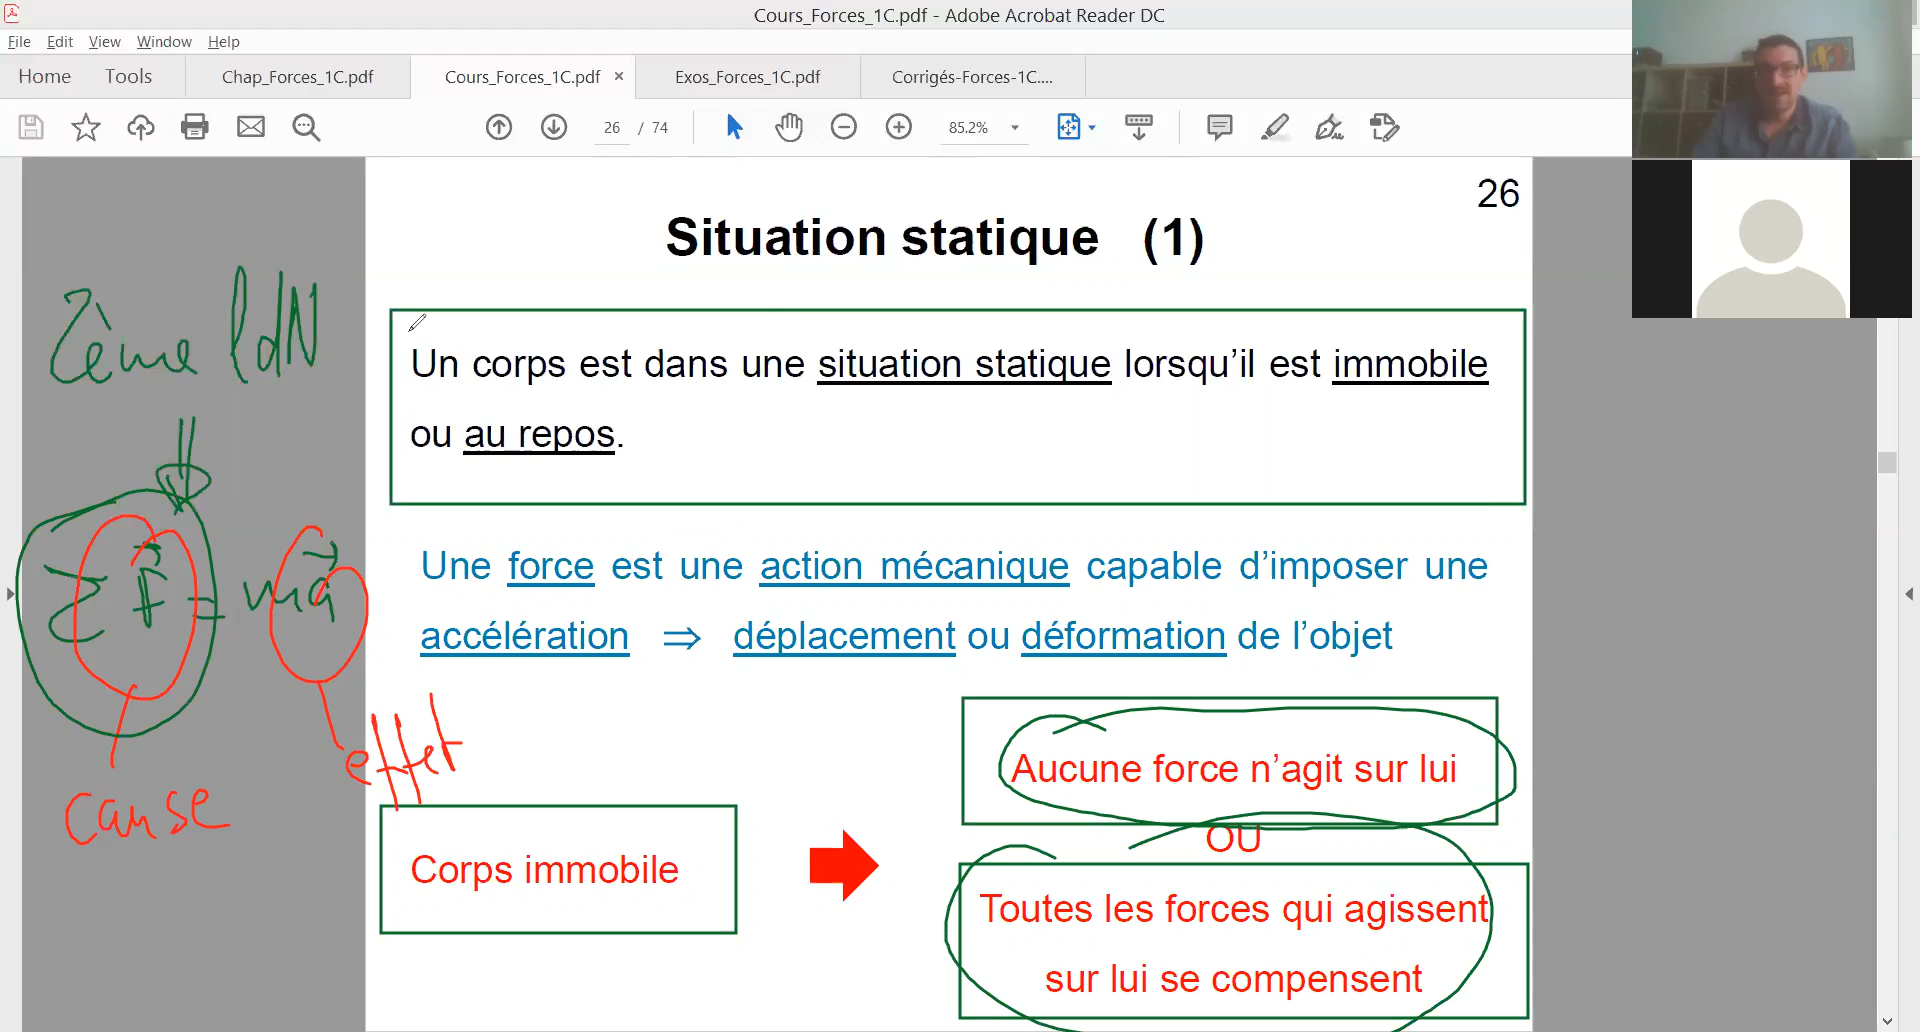 Cours_Forces_1C.pdf - Adobe Acrobat Reader DC
File Edit View Window Help
Home Tools Chap_Forces_1C.pdf Cours_Forces_1C.pdf × Exos_Forces_1C.pdf Corrigés-Forces-1C....
26 / 74 85.2%
26
Situation statique (1)
2ème LdN
Un corps est dans une situation statique lorsqu'il est immobile
ou au repos.
Σ F⃗ = ma⃗
Une force est une action mécanique capable d'imposer une
accélération ⇒ déplacement ou déformation de l'objet
effet
cause
Aucune force n'agit sur lui
OU
Corps immobile
Toutes les forces qui agissent
sur lui se compensent